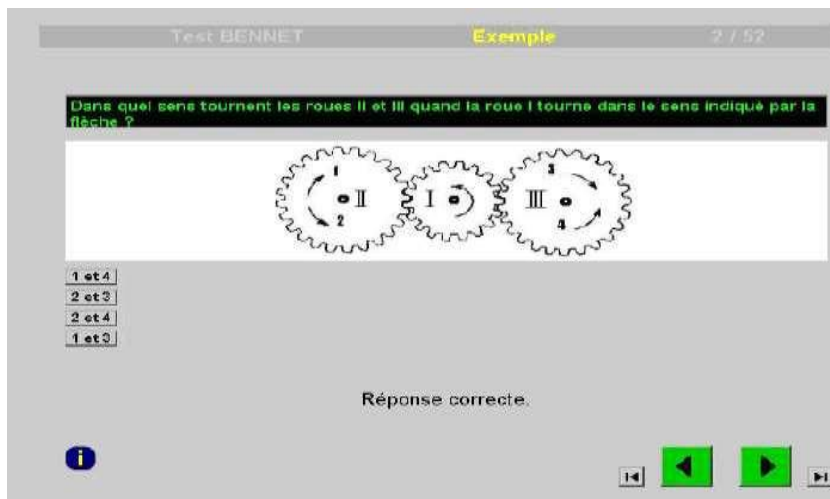 Test BENNET Exemple 2 / 52
Dans quel sens tournent les roues II et III quand la roue I tourne dans le sens indiqué par la
flèche ?
1 3
II I III
2 4
1 et 4
2 et 3
2 et 4
1 et 3
Réponse correcte.
i